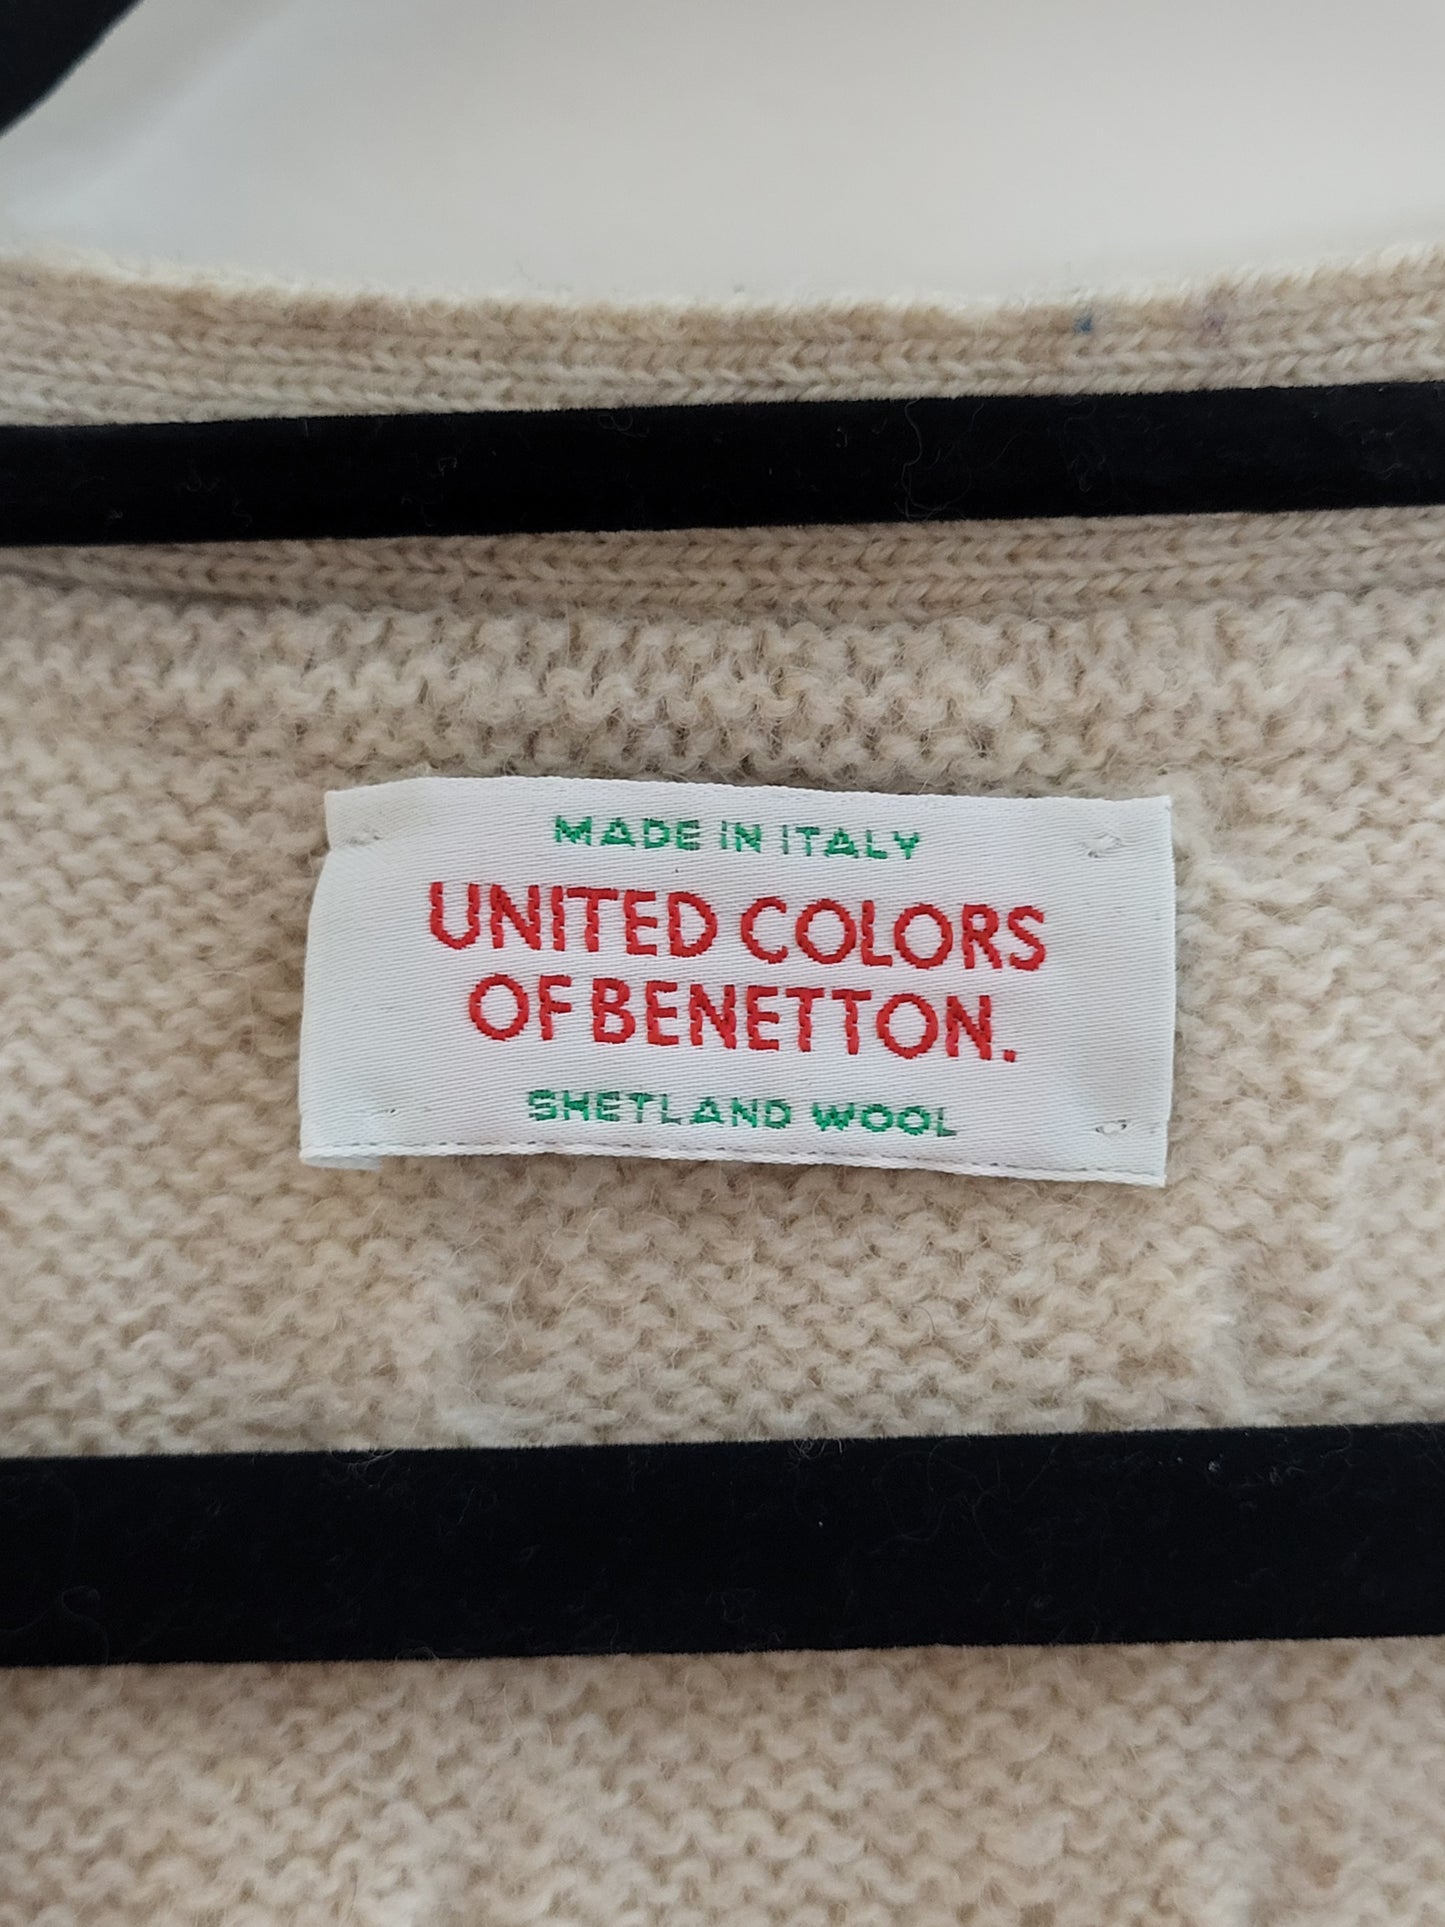 MADE IN ITALY
UNITED COLORS
OF BENETTON.
SHETLAND WOOL